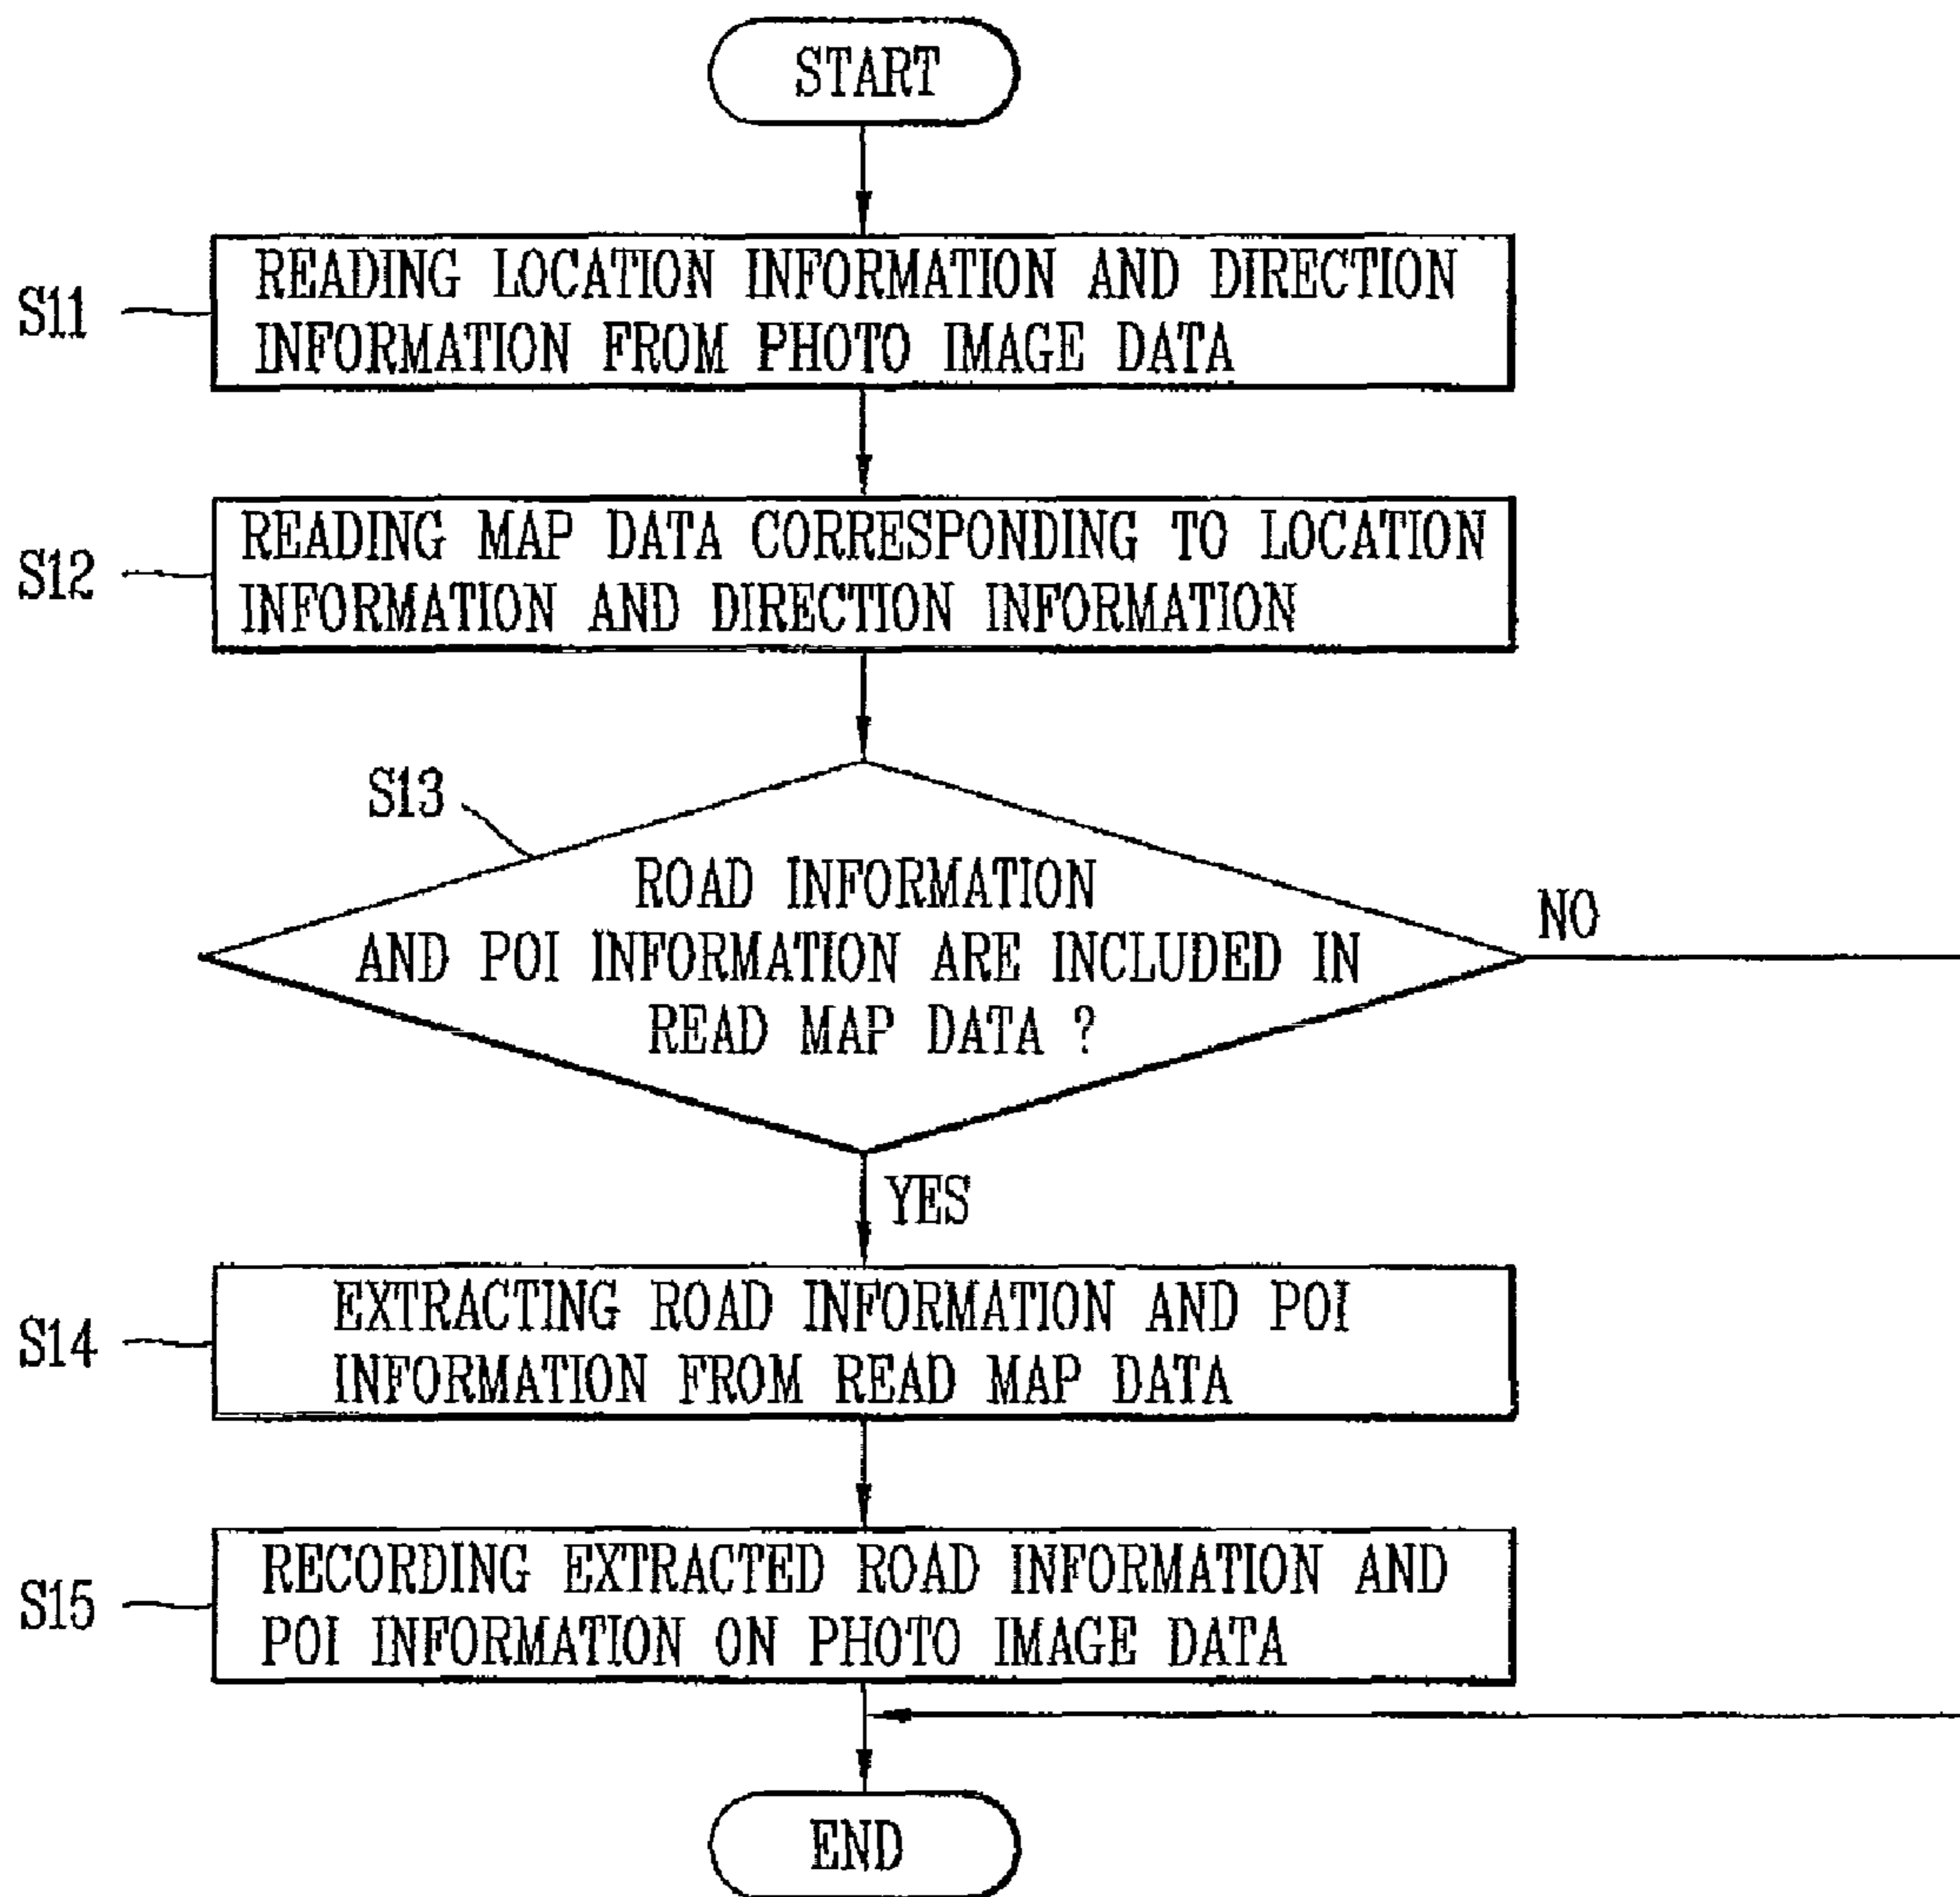 START
S11
READING LOCATION INFORMATION AND DIRECTION
INFORMATION FROM PHOTO IMAGE DATA
S12
READING MAP DATA CORRESPONDING TO LOCATION
INFORMATION AND DIRECTION INFORMATION
S13
ROAD INFORMATION
AND POI INFORMATION ARE INCLUDED IN
READ MAP DATA ?
NO
YES
S14
EXTRACTING ROAD INFORMATION AND POI
INFORMATION FROM READ MAP DATA
S15
RECORDING EXTRACTED ROAD INFORMATION AND
POI INFORMATION ON PHOTO IMAGE DATA
END